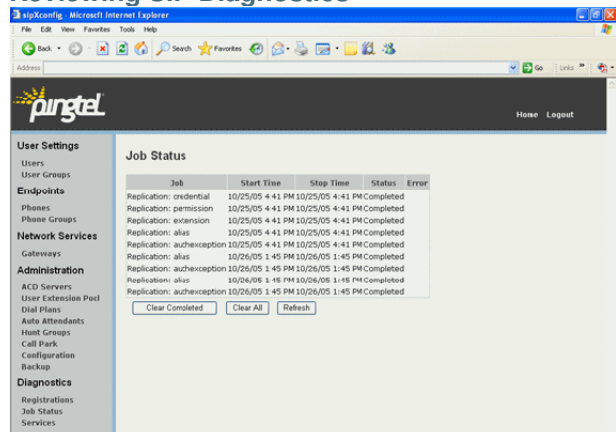 Reviewing SIP Diagnostics
sipXconfig - Microsoft Internet Explorer
File Edit View Favorites Tools Help
Back Search Favorites
Address Go Links
pingtel
Home Logout
User Settings
Users
User Groups
Endpoints
Phones
Phone Groups
Network Services
Gateways
Administration
ACD Servers
User Extension Pool
Dial Plans
Auto Attendants
Hunt Groups
Call Park
Configuration
Backup
Diagnostics
Registrations
Job Status
Services
Job Status
Job Start Time Stop Time Status Error
Replication: credential 10/25/05 4:41 PM 10/25/05 4:41 PM Completed
Replication: permission 10/25/05 4:41 PM 10/25/05 4:41 PM Completed
Replication: extension 10/25/05 4:41 PM 10/25/05 4:41 PM Completed
Replication: alias 10/25/05 4:41 PM 10/25/05 4:41 PM Completed
Replication: authexception 10/25/05 4:41 PM 10/25/05 4:41 PM Completed
Replication: alias 10/26/05 1:45 PM 10/26/05 1:45 PM Completed
Replication: authexception 10/26/05 1:45 PM 10/26/05 1:45 PM Completed
Replication: alias 10/26/05 1:45 PM 10/26/05 1:45 PM Completed
Replication: authexception 10/26/05 1:45 PM 10/26/05 1:45 PM Completed
Clear Completed Clear All Refresh